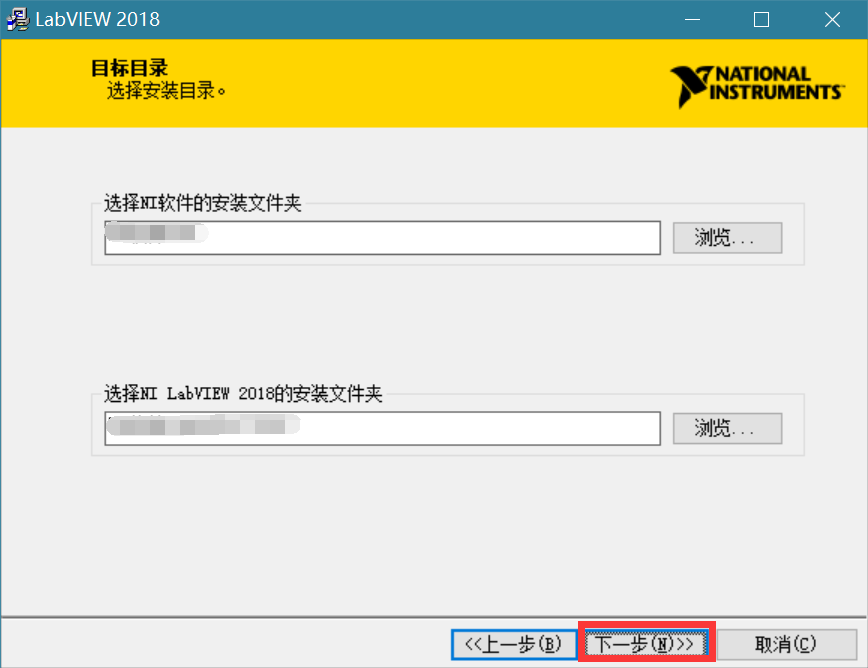 LabVIEW 2018
目标目录
选择安装目录。
NATIONAL
INSTRUMENTS
选择NI软件的安装文件夹
浏览...
选择NI LabVIEW 2018的安装文件夹
浏览...
<<上一步(B) 下一步(N)>> 取消(C)